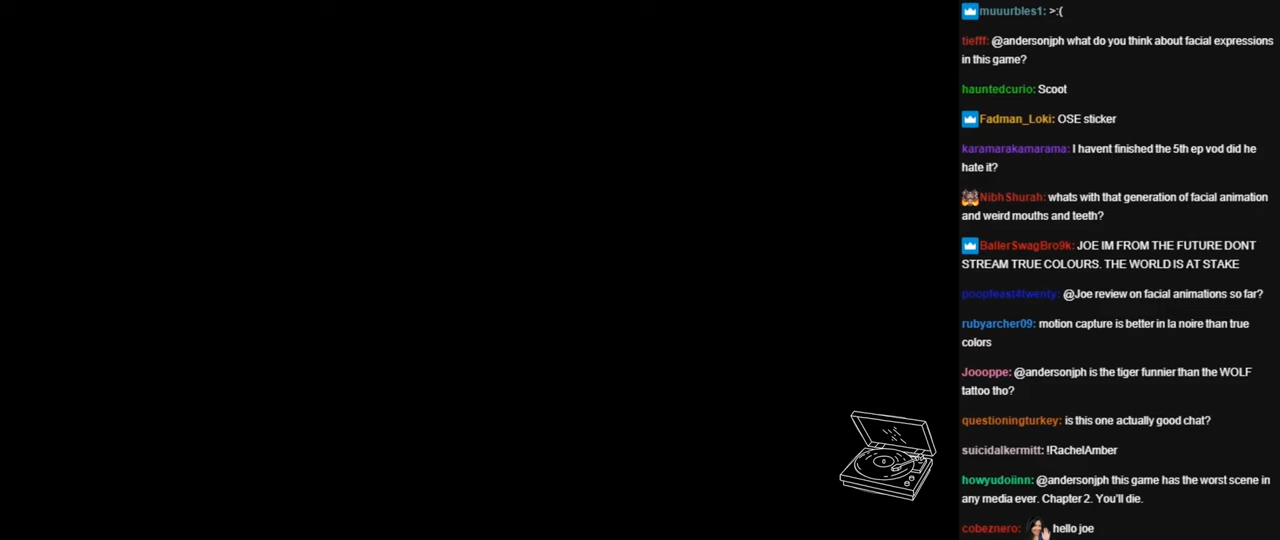 muuurbles1: >:(
tiefff: @andersonjph what do you think about facial expressions
in this game?
hauntedcurio: Scoot
Fadman_Loki: OSE sticker
karamarakamarama: I havent finished the 5th ep vod did he
hate it?
NibhShurah: whats with that generation of facial animation
and weird mouths and teeth?
BallerSwagBro9k: JOE IM FROM THE FUTURE DONT
STREAM TRUE COLOURS. THE WORLD IS AT STAKE
poopfeast4twenty: @Joe review on facial animations so far?
rubyarcher09: motion capture is better in la noire than true
colors
Joooppe: @andersonjph is the tiger funnier than the WOLF
tattoo tho?
questioningturkey: is this one actually good chat?
suicidalkermitt: !RachelAmber
howyudoiinn: @andersonjph this game has the worst scene in
any media ever. Chapter 2. You'll die.
cobeznero: hello joe